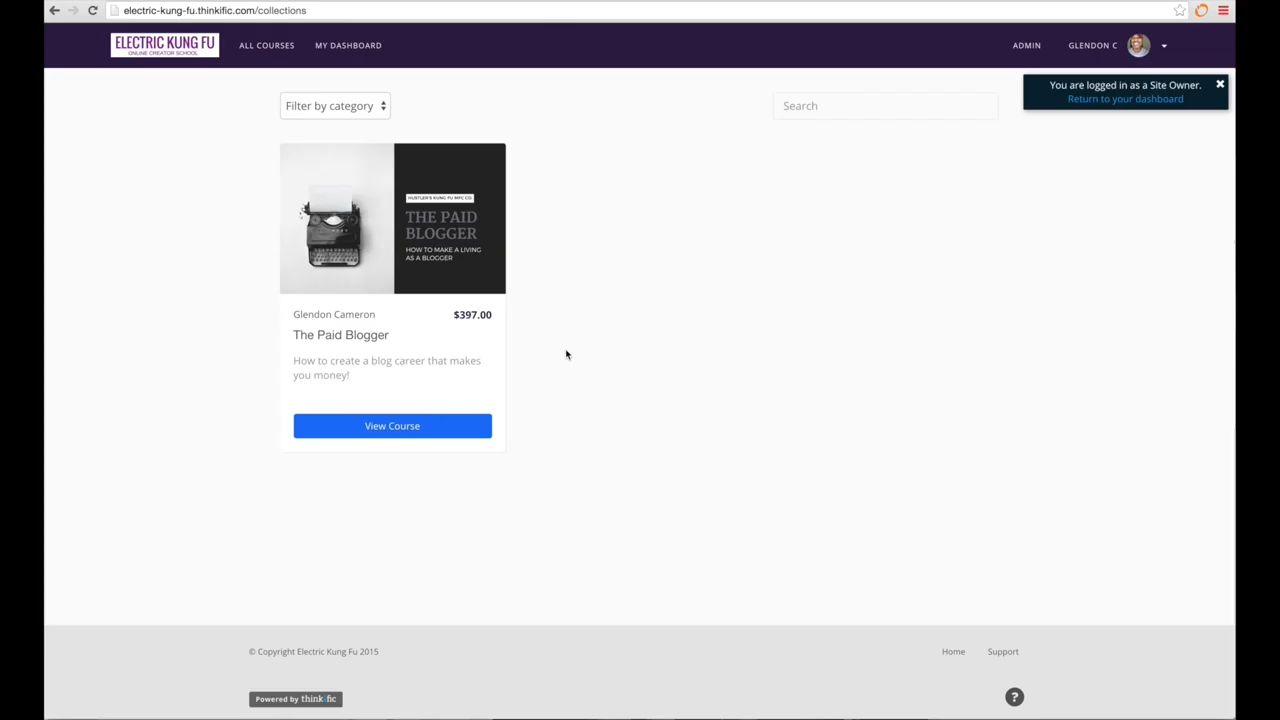 electric-kung-fu.thinkific.com/collections
ELECTRIC KUNG FU
ONLINE CREATOR SCHOOL
ALL COURSES
MY DASHBOARD
ADMIN
GLENDON C
You are logged in as a Site Owner.
Return to your dashboard
Filter by category
Search
HUSTLER'S KUNG FU MFC CO.
THE PAID
BLOGGER
HOW TO MAKE A LIVING
AS A BLOGGER
Glendon Cameron
$397.00
The Paid Blogger
How to create a blog career that makes
you money!
View Course
© Copyright Electric Kung Fu 2015
Home
Support
Powered by thinkific
?